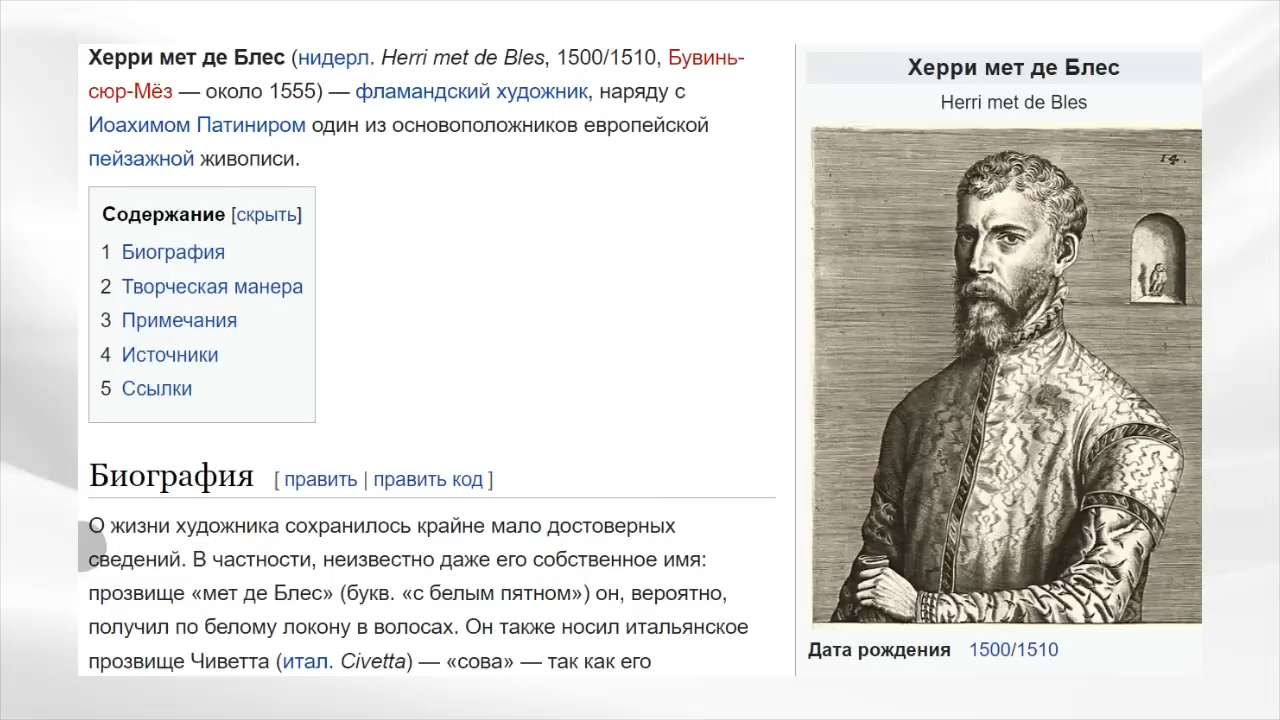 Херри мет де Блес (нидерл. Herri met de Bles, 1500/1510, Бувинь-
сюр-Мёз — около 1555) — фламандский художник, наряду с
Иоахимом Патиниром один из основоположников европейской
пейзажной живописи.
Содержание [скрыть]
1 Биография
2 Творческая манера
3 Примечания
4 Источники
5 Ссылки
Биография [ править | править код ]
О жизни художника сохранилось крайне мало достоверных
сведений. В частности, неизвестно даже его собственное имя:
прозвище «мет де Блес» (букв. «с белым пятном») он, вероятно,
получил по белому локону в волосах. Он также носил итальянское
прозвище Чиветта (итал. Civetta) — «сова» — так как его
Херри мет де Блес
Herri met de Bles
14.
Дата рождения 1500/1510